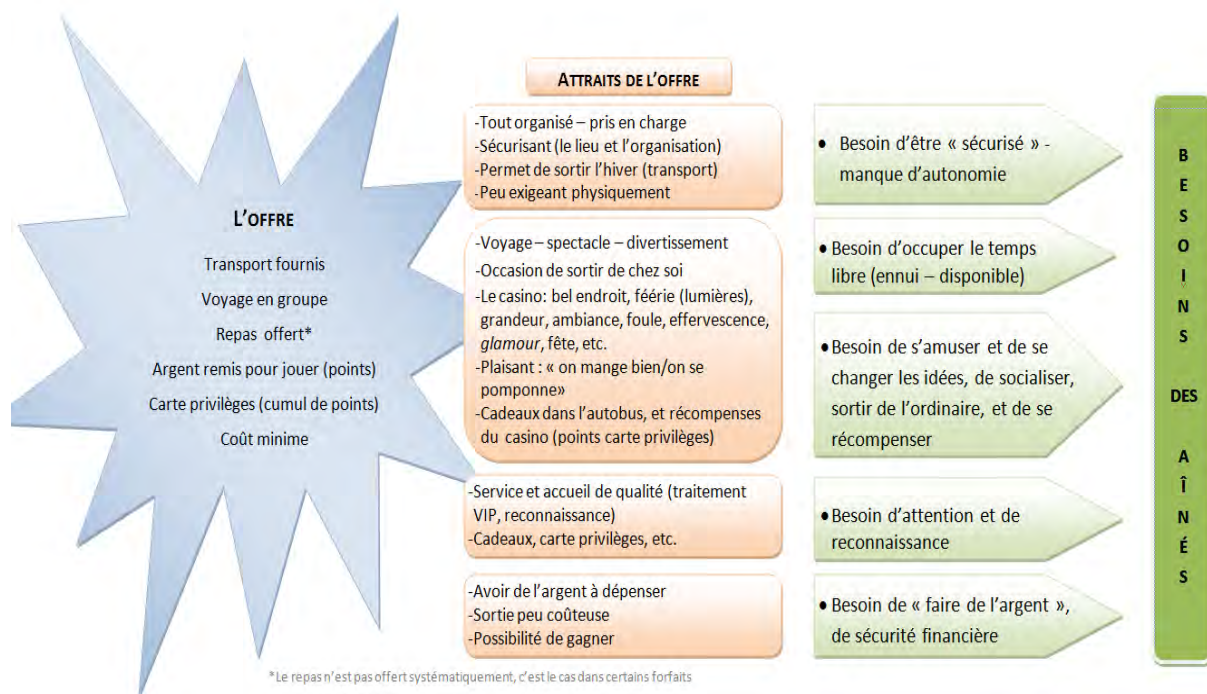 L'OFFRE
Transport fournis
Voyage en groupe
Repas offert*
Argent remis pour jouer (points)
Carte privilèges (cumul de points)
Coût minime
ATTRAITS DE L'OFFRE
-Tout organisé – pris en charge
-Sécurisant (le lieu et l'organisation)
-Permet de sortir l'hiver (transport)
-Peu exigeant physiquement
-Voyage – spectacle – divertissement
-Occasion de sortir de chez soi
-Le casino: bel endroit, féérie (lumières),
grandeur, ambiance, foule, effervescence,
glamour, fête, etc.
-Plaisant : « on mange bien/on se
pomponne»
-Cadeaux dans l'autobus, et récompenses
du casino (points carte privilèges)
-Service et accueil de qualité (traitement
VIP, reconnaissance)
-Cadeaux, carte privilèges, etc.
-Avoir de l'argent à dépenser
-Sortie peu coûteuse
-Possibilité de gagner
• Besoin d'être « sécurisé » -
manque d'autonomie
• Besoin d'occuper le temps
libre (ennui – disponible)
• Besoin de s'amuser et de se
changer les idées, de socialiser,
sortir de l'ordinaire, et de se
récompenser
• Besoin d'attention et de
reconnaissance
• Besoin de « faire de l'argent »,
de sécurité financière
BESOINS DES AÎNÉS
*Le repas n'est pas offert systématiquement, c'est le cas dans certains forfaits